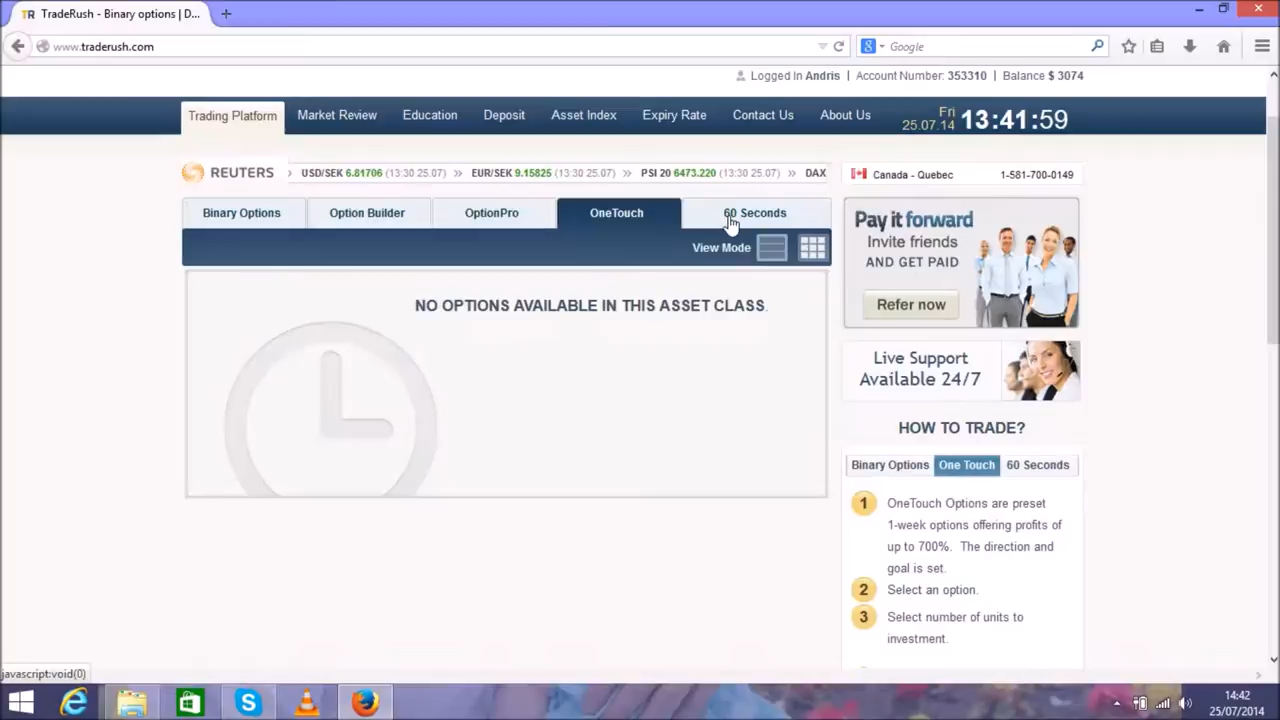 TR TradeRush - Binary options | D... +
www.traderush.com
Google
Logged In Andris | Account Number: 353310 | Balance $ 3074
Trading Platform Market Review Education Deposit Asset Index Expiry Rate Contact Us About Us
Fri
25.07.14 13:41:59
REUTERS USD/SEK 6.81706 (13:30 25.07) » EUR/SEK 9.15825 (13:30 25.07) » PSI 20 6473.220 (13:30 25.07) » DAX
Canada - Quebec 1-581-700-0149
Binary Options Option Builder OptionPro OneTouch 60 Seconds
View Mode
NO OPTIONS AVAILABLE IN THIS ASSET CLASS.
Pay it forward
Invite friends
AND GET PAID
Refer now
Live Support
Available 24/7
HOW TO TRADE?
Binary Options One Touch 60 Seconds
1 OneTouch Options are preset
1-week options offering profits of
up to 700%. The direction and
goal is set.
2 Select an option.
3 Select number of units to
investment.
javascript:void(0)
14:42
25/07/2014